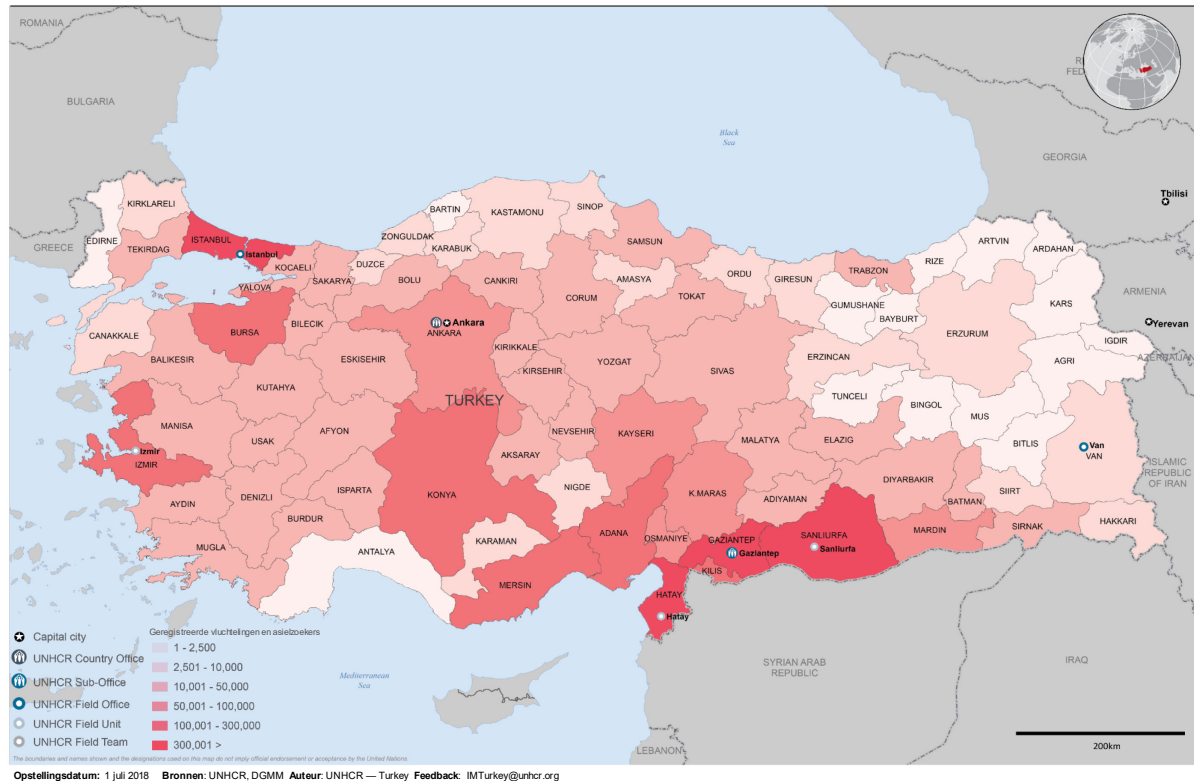 ROMANIA
BULGARIA
GREECE
Black
Sea
GEORGIA
Tbilisi
ARMENIA
Yerevan
AZERBAIJAN
ISLAMIC
REPUBLIC
OF IRAN
IRAQ
SYRIAN ARAB
REPUBLIC
LEBANON
Mediterranean
Sea
TURKEY
KIRKLARELI
EDIRNE
TEKIRDAG
ISTANBUL
Istanbul
KOCAELI
YALOVA
SAKARYA
DUZCE
ZONGULDAK
BARTIN
KARABUK
KASTAMONU
SINOP
SAMSUN
BOLU
CANKIRI
CORUM
AMASYA
ORDU
TOKAT
GIRESUN
TRABZON
RIZE
ARTVIN
ARDAHAN
GUMUSHANE
BAYBURT
KARS
ERZURUM
IGDIR
AGRI
CANAKKALE
BURSA
BILECIK
BALIKESIR
ESKISEHIR
Ankara
ANKARA
KIRIKKALE
KIRSEHIR
YOZGAT
SIVAS
ERZINCAN
TUNCELI
BINGOL
MUS
BITLIS
Van
VAN
KUTAHYA
MANISA
USAK
AFYON
Izmir
IZMIR
NEVSEHIR
KAYSERI
AKSARAY
MALATYA
ELAZIG
DIYARBAKIR
BATMAN
SIIRT
SIRNAK
HAKKARI
AYDIN
DENIZLI
ISPARTA
BURDUR
KONYA
NIGDE
MUGLA
ANTALYA
KARAMAN
MERSIN
ADANA
OSMANIYE
K.MARAS
ADIYAMAN
GAZIANTEP
Gaziantep
KILIS
SANLIURFA
Sanliurfa
MARDIN
HATAY
Hatay
Capital city
UNHCR Country Office
UNHCR Sub-Office
UNHCR Field Office
UNHCR Field Unit
UNHCR Field Team
Geregistreerde vluchtelingen en asielzoekers
1 - 2,500
2,501 - 10,000
10,001 - 50,000
50,001 - 100,000
100,001 - 300,000
300,001 >
200km
The boundaries and names shown and the designations used on this map do not imply official endorsement or acceptance by the United Nations.
Opstellingsdatum: 1 juli 2018 Bronnen: UNHCR, DGMM Auteur: UNHCR — Turkey Feedback: IMTurkey@unhcr.org